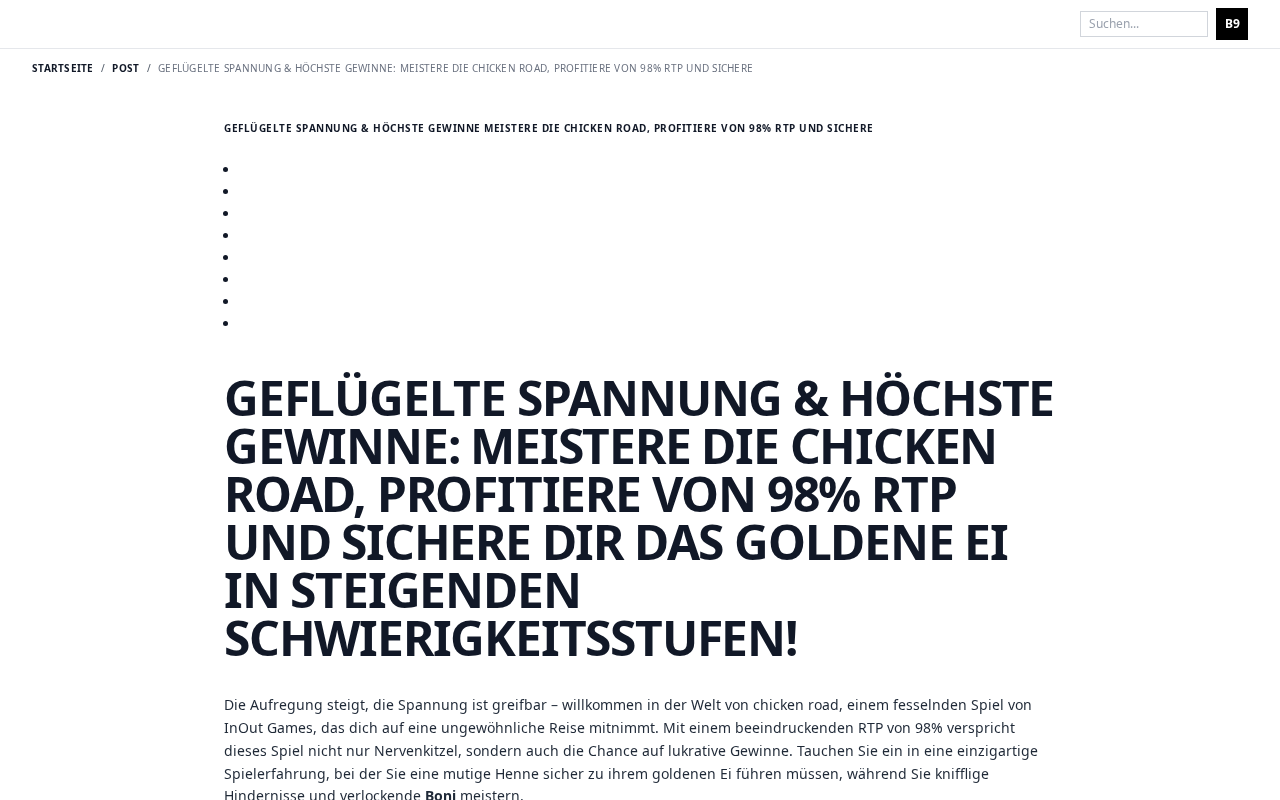 Suchen...
B9
STARTSEITE / POST / GEFLÜGELTE SPANNUNG & HÖCHSTE GEWINNE: MEISTERE DIE CHICKEN ROAD, PROFITIERE VON 98% RTP UND SICHERE
GEFLÜGELTE SPANNUNG & HÖCHSTE GEWINNE MEISTERE DIE CHICKEN ROAD, PROFITIERE VON 98% RTP UND SICHERE
GEFLÜGELTE SPANNUNG & HÖCHSTE
GEWINNE: MEISTERE DIE CHICKEN
ROAD, PROFITIERE VON 98% RTP
UND SICHERE DIR DAS GOLDENE EI
IN STEIGENDEN
SCHWIERIGKEITSSTUFEN!
Die Aufregung steigt, die Spannung ist greifbar – willkommen in der Welt von chicken road, einem fesselnden Spiel von
InOut Games, das dich auf eine ungewöhnliche Reise mitnimmt. Mit einem beeindruckenden RTP von 98% verspricht
dieses Spiel nicht nur Nervenkitzel, sondern auch die Chance auf lukrative Gewinne. Tauchen Sie ein in eine einzigartige
Spielerfahrung, bei der Sie eine mutige Henne sicher zu ihrem goldenen Ei führen müssen, während Sie knifflige
Hindernisse und verlockende Boni meistern.